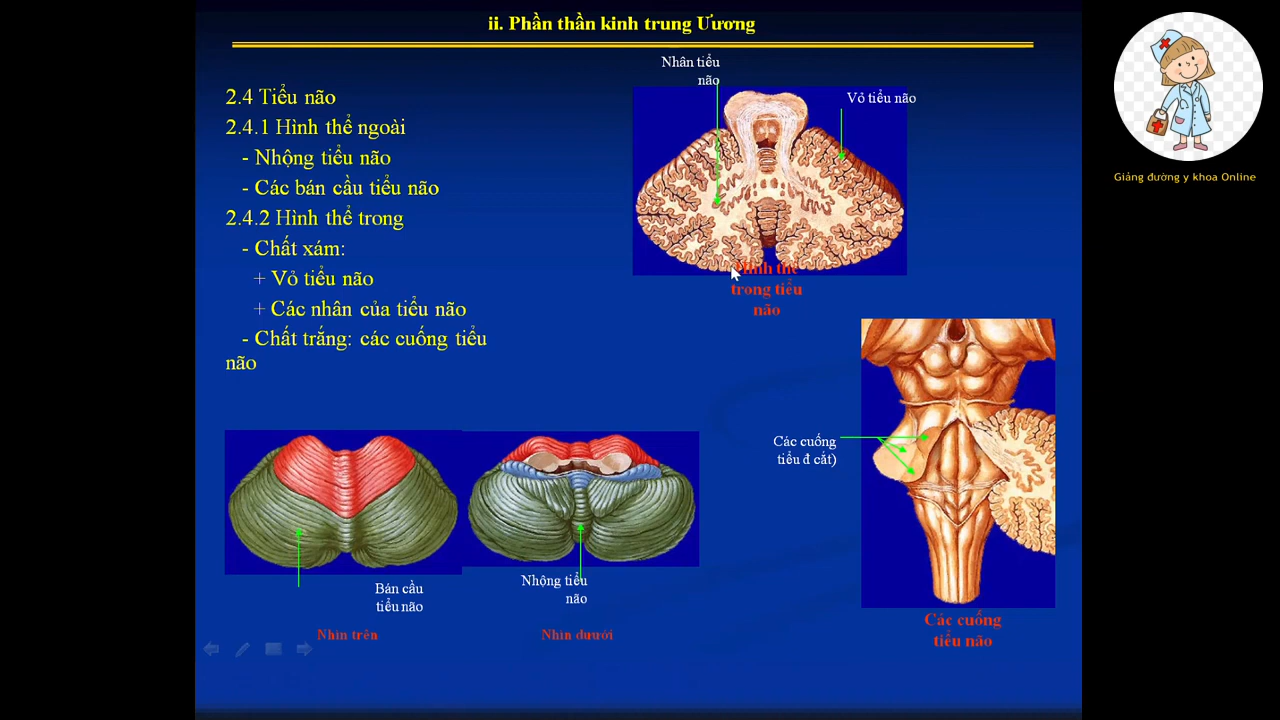 ii. Phần thần kinh trung Ương
2.4 Tiểu não
2.4.1 Hình thể ngoài
- Nhộng tiểu não
- Các bán cầu tiểu não
2.4.2 Hình thể trong
- Chất xám:
+ Vỏ tiểu não
+ Các nhân của tiểu não
- Chất trắng: các cuống tiểu
não
Nhân tiểu
não
Vỏ tiểu não
Hình thể
trong tiểu
não
Các cuống
tiểu đ cắt)
Các cuống
tiểu não
Bán cầu
tiểu não
Nhìn trên
Nhộng tiểu
não
Nhìn dưới
Giảng đường y khoa Online